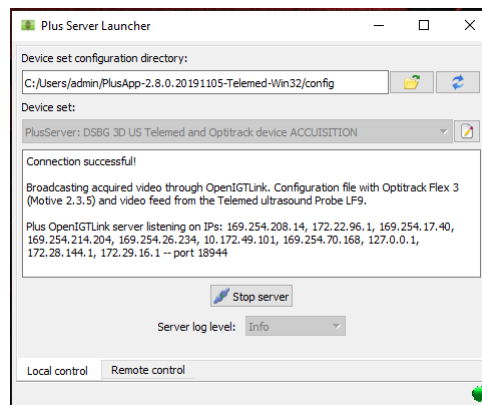 Plus Server Launcher
Device set configuration directory:
C:/Users/admin/PlusApp-2.8.0.20191105-Telemed-Win32/config
Device set:
PlusServer: DSBG 3D US Telemed and Optitrack device ACCUISITION
Connection successful!
Broadcasting acquired video through OpenIGTLink. Configuration file with Optitrack Flex 3
(Motive 2.3.5) and video feed from the Telemed ultrasound Probe LF9.
Plus OpenIGTLink server listening on IPs: 169.254.208.14, 172.22.96.1, 169.254.17.40,
169.254.214.204, 169.254.26.234, 10.172.49.101, 169.254.70.168, 127.0.0.1,
172.28.144.1, 172.29.16.1 -- port 18944
Stop server
Server log level: Info
Local control Remote control